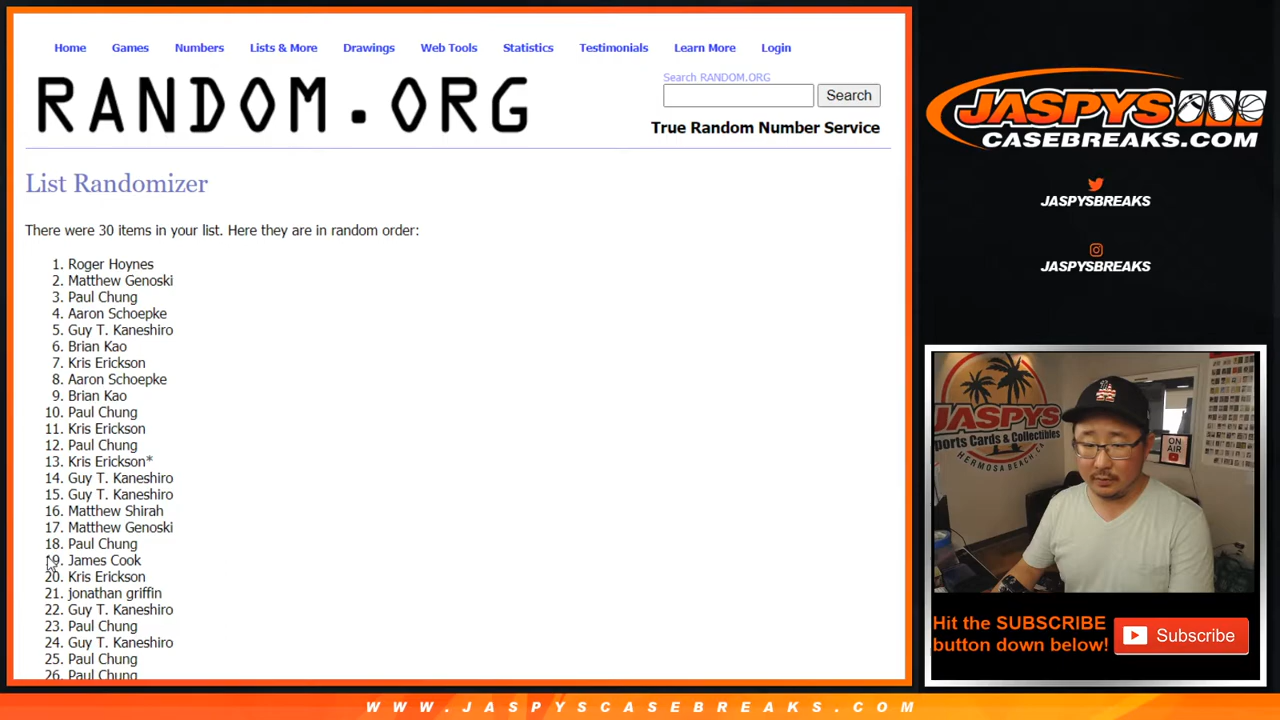 Home Games Numbers Lists & More Drawings Web Tools Statistics Testimonials Learn More Login
RANDOM.ORG
Search RANDOM.ORG
Search
True Random Number Service
List Randomizer
There were 30 items in your list. Here they are in random order:
1. Roger Hoynes
2. Matthew Genoski
3. Paul Chung
4. Aaron Schoepke
5. Guy T. Kaneshiro
6. Brian Kao
7. Kris Erickson
8. Aaron Schoepke
9. Brian Kao
10. Paul Chung
11. Kris Erickson
12. Paul Chung
13. Kris Erickson*
14. Guy T. Kaneshiro
15. Guy T. Kaneshiro
16. Matthew Shirah
17. Matthew Genoski
18. Paul Chung
19. James Cook
20. Kris Erickson
21. jonathan griffin
22. Guy T. Kaneshiro
23. Paul Chung
24. Guy T. Kaneshiro
25. Paul Chung
26. Paul Chung
JASPYS
CASEBREAKS.COM
JASPYSBREAKS
JASPYSBREAKS
JASPYS
Sports Cards & Collectibles
HERMOSA BEACH, CA
ON
AIR
Hit the SUBSCRIBE
button down below!
Subscribe
WWW.JASPYSCASEBREAKS.COM